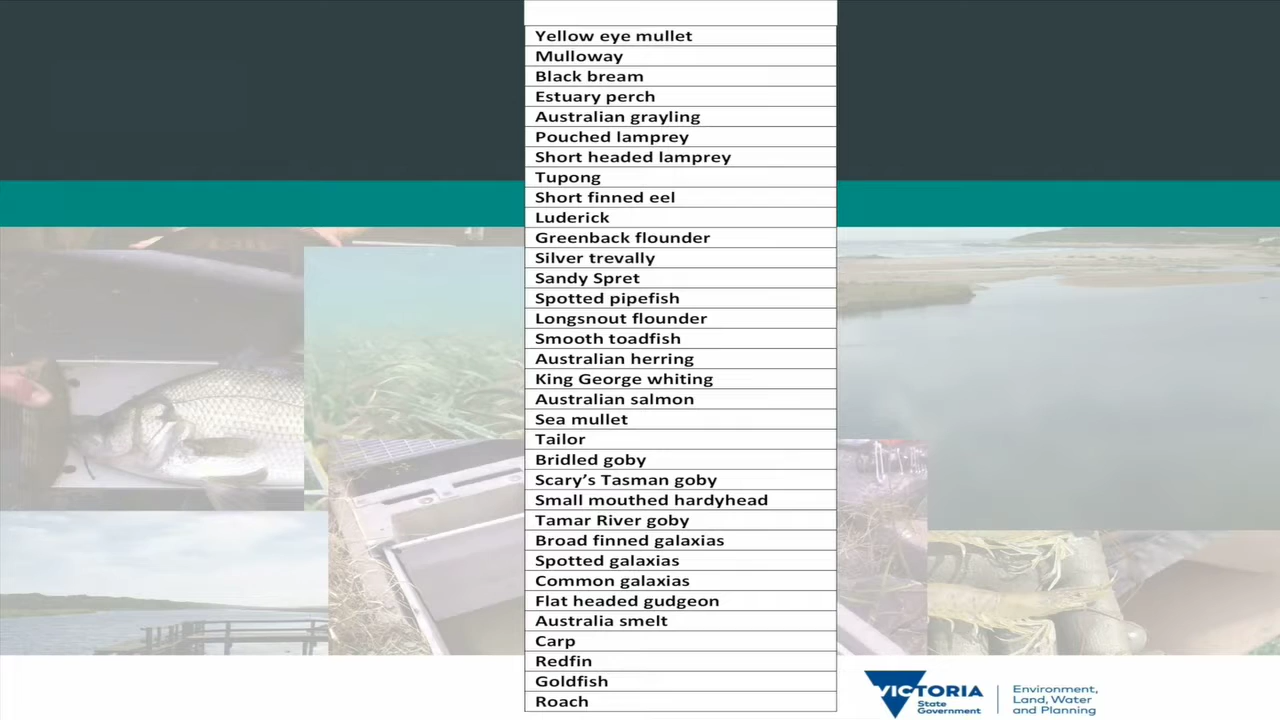 Yellow eye mullet
Mulloway
Black bream
Estuary perch
Australian grayling
Pouched lamprey
Short headed lamprey
Tupong
Short finned eel
Luderick
Greenback flounder
Silver trevally
Sandy Spret
Spotted pipefish
Longsnout flounder
Smooth toadfish
Australian herring
King George whiting
Australian salmon
Sea mullet
Tailor
Bridled goby
Scary’s Tasman goby
Small mouthed hardyhead
Tamar River goby
Broad finned galaxias
Spotted galaxias
Common galaxias
Flat headed gudgeon
Australia smelt
Carp
Redfin
Goldfish
Roach
VICTORIA
State
Government
Environment,
Land, Water
and Planning